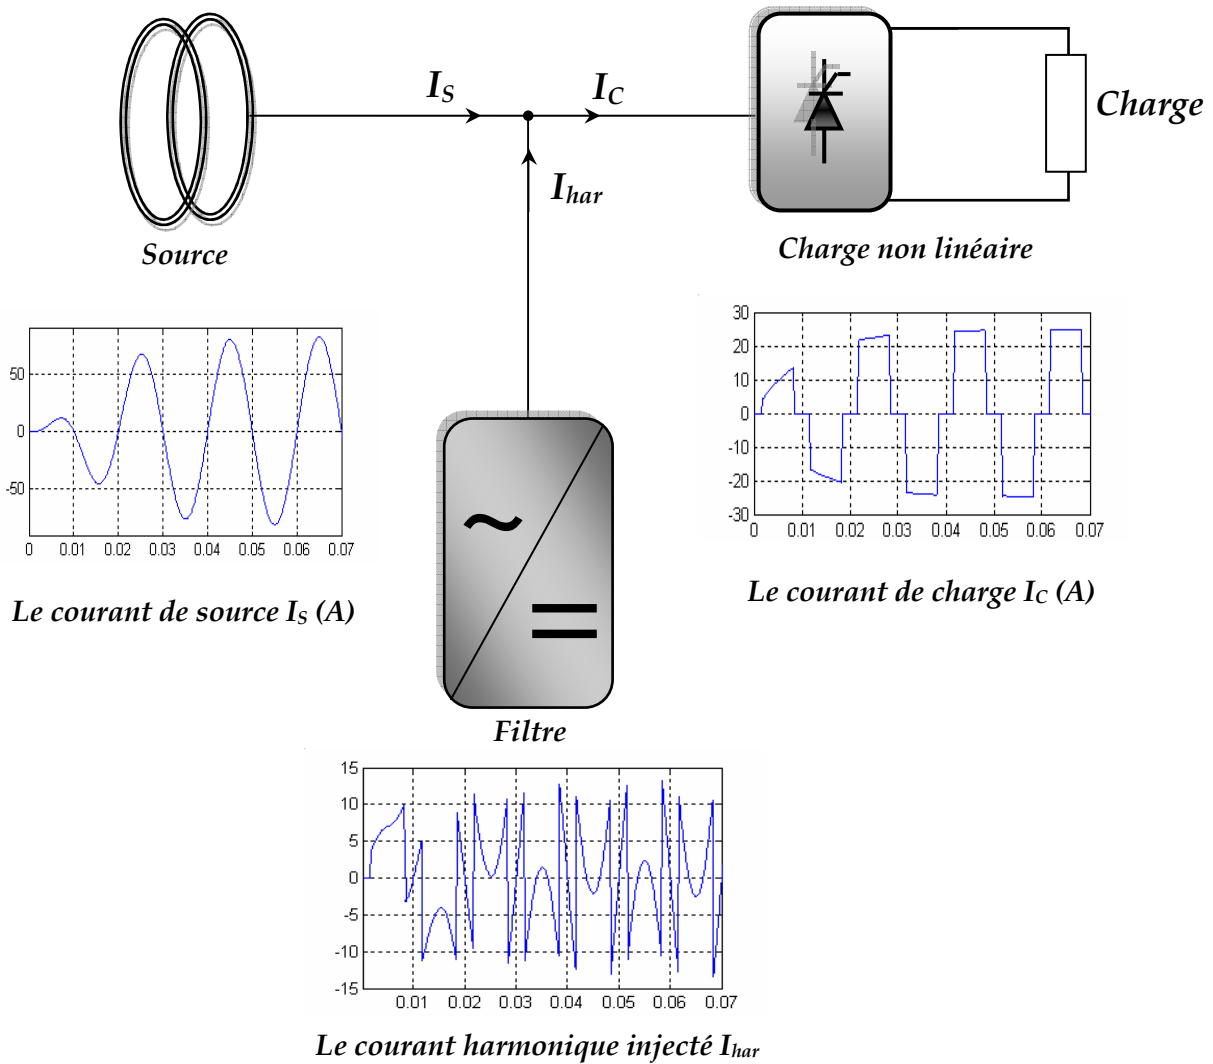 I_S
I_C
I_har
Charge
Source
Charge non linéaire
50
0
-50
0 0.01 0.02 0.03 0.04 0.05 0.06 0.07
Le courant de source I_S (A)
30
20
10
0
-10
-20
-30
0 0.01 0.02 0.03 0.04 0.05 0.06 0.07
Le courant de charge I_C (A)
~
=
Filtre
15
10
5
0
-5
-10
-15
0.01 0.02 0.03 0.04 0.05 0.06 0.07
Le courant harmonique injecté I_har